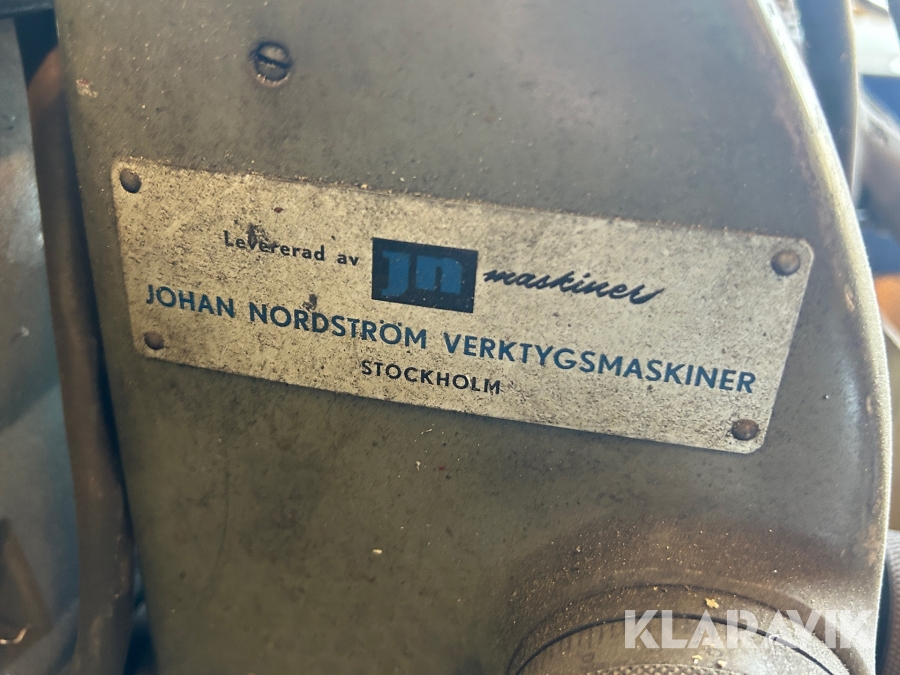 Levererad av jn maskiner
JOHAN NORDSTRÖM VERKTYGSMASKINER
STOCKHOLM
KLARAVIK